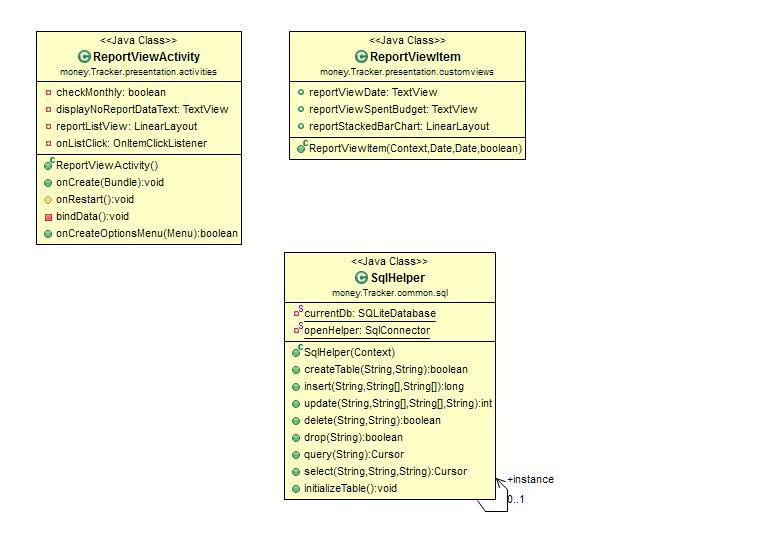 <<Java Class>>
ReportViewActivity
money.Tracker.presentation.activities
checkMonthly: boolean
displayNoReportDataText: TextView
reportListView: LinearLayout
onListClick: OnItemClickListener
ReportViewActivity()
onCreate(Bundle):void
onRestart():void
bindData():void
onCreateOptionsMenu(Menu):boolean
<<Java Class>>
ReportViewItem
money.Tracker.presentation.customviews
reportViewDate: TextView
reportViewSpentBudget: TextView
reportStackedBarChart: LinearLayout
ReportViewItem(Context,Date,Date,boolean)
<<Java Class>>
SqlHelper
money.Tracker.common.sql
currentDb: SQLiteDatabase
openHelper: SqlConnector
SqlHelper(Context)
createTable(String,String):boolean
insert(String,String[],String[]):long
update(String,String[],String[],String):int
delete(String,String):boolean
drop(String):boolean
query(String):Cursor
select(String,String,String):Cursor
initializeTable():void
+instance
0..1